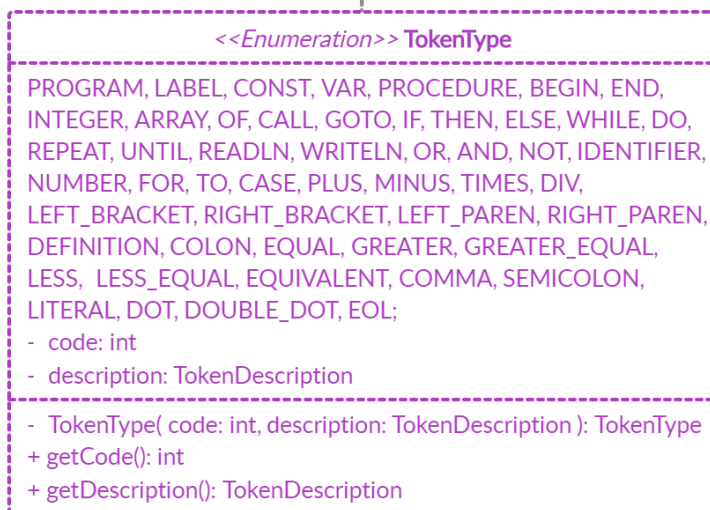 <<Enumeration>> TokenType
PROGRAM, LABEL, CONST, VAR, PROCEDURE, BEGIN, END,
INTEGER, ARRAY, OF, CALL, GOTO, IF, THEN, ELSE, WHILE, DO,
REPEAT, UNTIL, READLN, WRITELN, OR, AND, NOT, IDENTIFIER,
NUMBER, FOR, TO, CASE, PLUS, MINUS, TIMES, DIV,
LEFT_BRACKET, RIGHT_BRACKET, LEFT_PAREN, RIGHT_PAREN,
DEFINITION, COLON, EQUAL, GREATER, GREATER_EQUAL,
LESS, LESS_EQUAL, EQUIVALENT, COMMA, SEMICOLON,
LITERAL, DOT, DOUBLE_DOT, EOL;
- code: int
- description: TokenDescription
- TokenType( code: int, description: TokenDescription ): TokenType
+ getCode(): int
+ getDescription(): TokenDescription